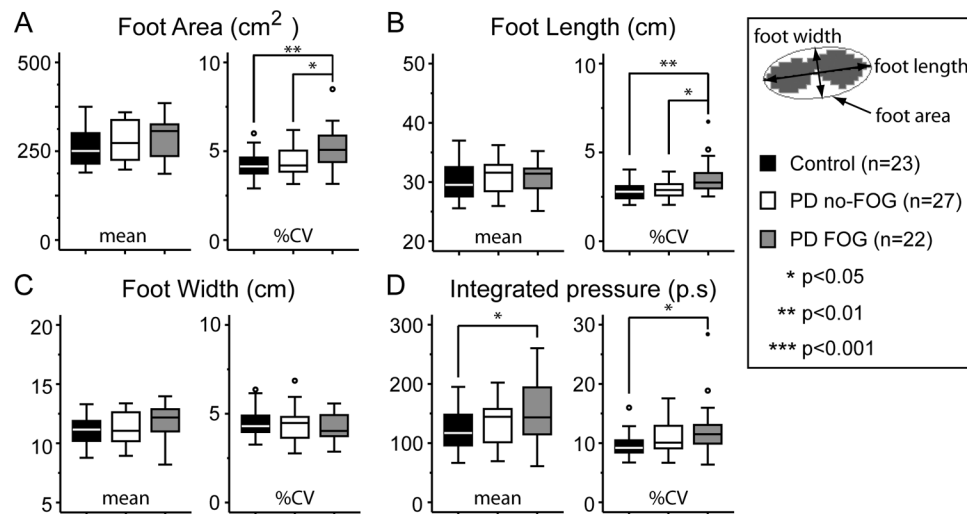 A Foot Area (cm²)
500
250
0
mean
10
5
0
**
*
%CV
B Foot Length (cm)
50
40
30
20
mean
10
5
0
**
*
%CV
foot width
foot length
foot area
Control (n=23)
PD no-FOG (n=27)
PD FOG (n=22)
* p<0.05
** p<0.01
*** p<0.001
C Foot Width (cm)
20
15
10
5
mean
10
5
0
%CV
D Integrated pressure (p.s)
300
200
100
0
*
mean
30
20
10
0
*
%CV